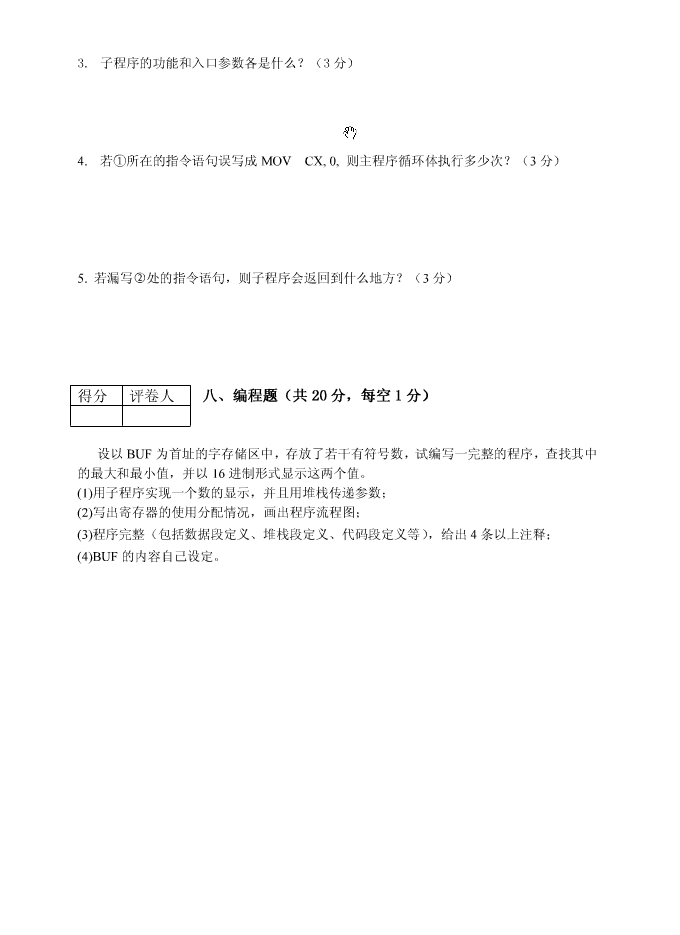 3. 子程序的功能和入口参数各是什么？（3 分）
4. 若①所在的指令语句误写成 MOV CX, 0, 则主程序循环体执行多少次？（3 分）
5. 若漏写②处的指令语句，则子程序会返回到什么地方？（3 分）
得分 评卷人 八、编程题（共 20 分，每空 1 分）
设以 BUF 为首址的字存储区中，存放了若干有符号数，试编写一完整的程序，查找其中
的最大和最小值，并以 16 进制形式显示这两个值。
(1)用子程序实现一个数的显示，并且用堆栈传递参数；
(2)写出寄存器的使用分配情况，画出程序流程图；
(3)程序完整（包括数据段定义、堆栈段定义、代码段定义等），给出 4 条以上注释；
(4)BUF 的内容自己设定。